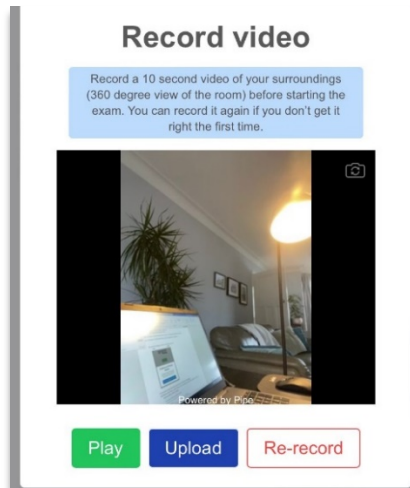 Record video
Record a 10 second video of your surroundings
(360 degree view of the room) before starting the
exam. You can record it again if you don't get it
right the first time.
Powered by Pipe
Play
Upload
Re-record